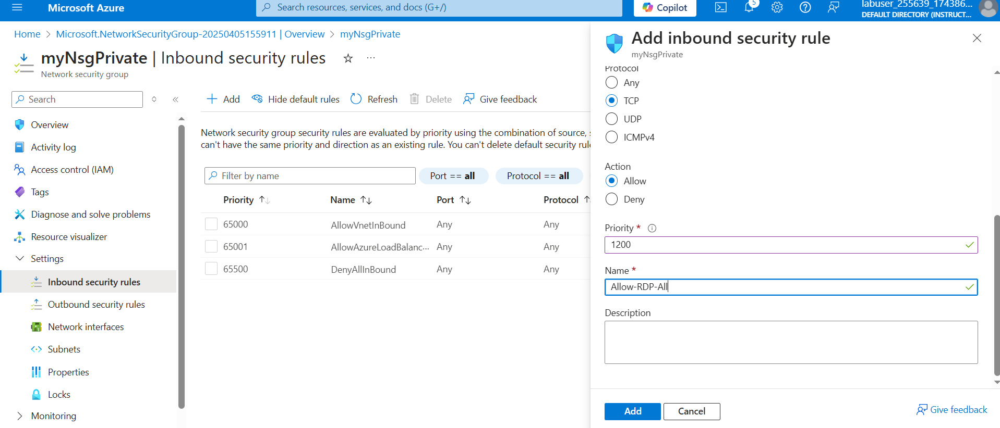 Microsoft Azure
Search resources, services, and docs (G+/)
Copilot
5
labuser_255639_174386...
DEFAULT DIRECTORY (INSTRUCT...
Home > Microsoft.NetworkSecurityGroup-20250405155911 | Overview > myNsgPrivate
myNsgPrivate | Inbound security rules
Network security group
Search
Overview
Activity log
Access control (IAM)
Tags
Diagnose and solve problems
Resource visualizer
Settings
Inbound security rules
Outbound security rules
Network interfaces
Subnets
Properties
Locks
Monitoring
Add Hide default rules Refresh Delete Give feedback
Network security group security rules are evaluated by priority using the combination of source,
can't have the same priority and direction as an existing rule. You can't delete default security rul
Filter by name Port == all Protocol == all
Priority Name Port Protocol
65000 AllowVnetInBound Any Any
65001 AllowAzureLoadBalanc... Any Any
65500 DenyAllInBound Any Any
Add inbound security rule
myNsgPrivate
Protocol
Any
TCP
UDP
ICMPv4
Action
Allow
Deny
Priority *
1200
Name *
Allow-RDP-All
Description
Add Cancel
Give feedback